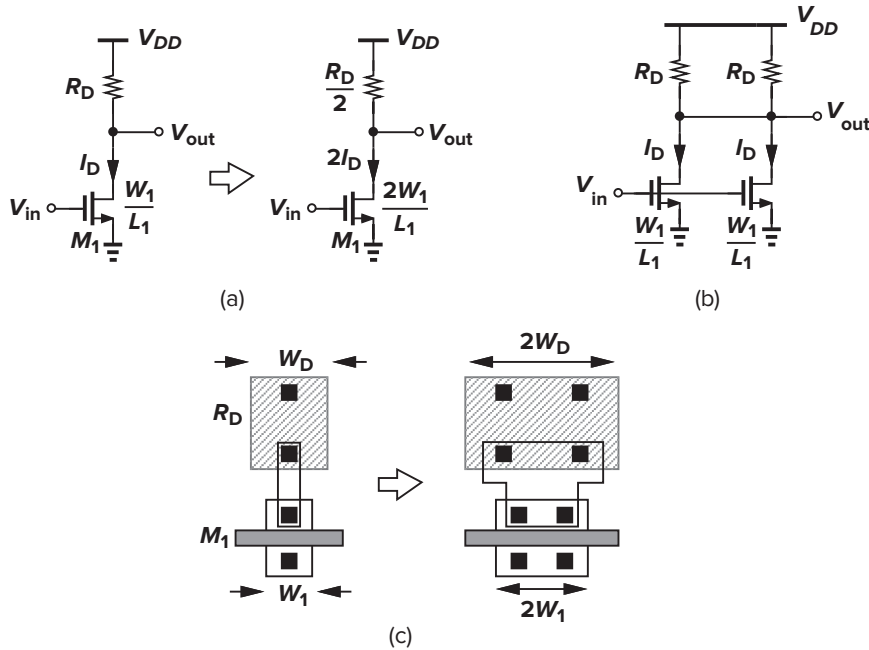 V_DD
R_D
V_out
I_D
V_in
W_1
L_1
M_1
V_DD
R_D
2
V_out
2I_D
V_in
2W_1
L_1
M_1
(a)
V_DD
R_D R_D
V_out
I_D I_D
V_in
W_1 W_1
L_1 L_1
(b)
W_D
R_D
M_1
W_1
2W_D
2W_1
(c)